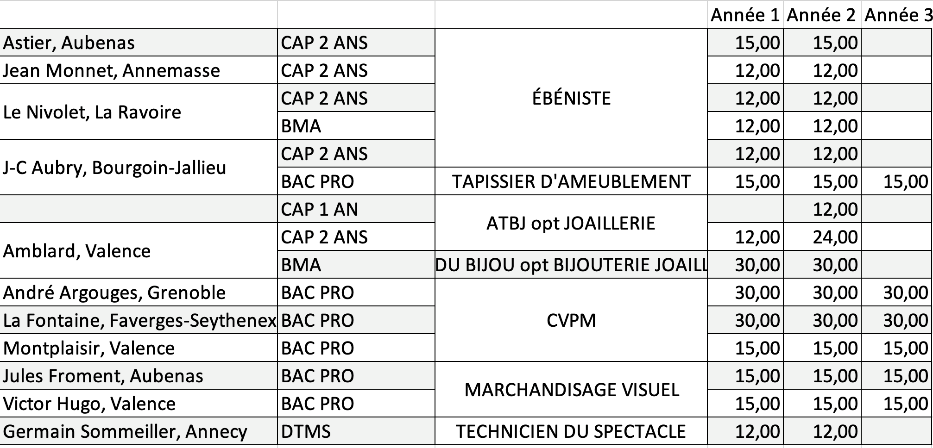 Année 1 Année 2 Année 3
Astier, Aubenas CAP 2 ANS 15,00 15,00
Jean Monnet, Annemasse CAP 2 ANS 12,00 12,00
Le Nivolet, La Ravoire CAP 2 ANS ÉBÉNISTE 12,00 12,00
BMA 12,00 12,00
J-C Aubry, Bourgoin-Jallieu CAP 2 ANS 12,00 12,00
BAC PRO TAPISSIER D'AMEUBLEMENT 15,00 15,00 15,00
CAP 1 AN ATBJ opt JOAILLERIE 12,00
Amblard, Valence CAP 2 ANS 12,00 24,00
BMA DU BIJOU opt BIJOUTERIE JOAILL 30,00 30,00
André Argouges, Grenoble BAC PRO 30,00 30,00 30,00
La Fontaine, Faverges-Seythenex BAC PRO CVPM 30,00 30,00 30,00
Montplaisir, Valence BAC PRO 15,00 15,00 15,00
Jules Froment, Aubenas BAC PRO MARCHANDISAGE VISUEL 15,00 15,00 15,00
Victor Hugo, Valence BAC PRO 15,00 15,00 15,00
Germain Sommeiller, Annecy DTMS TECHNICIEN DU SPECTACLE 12,00 12,00